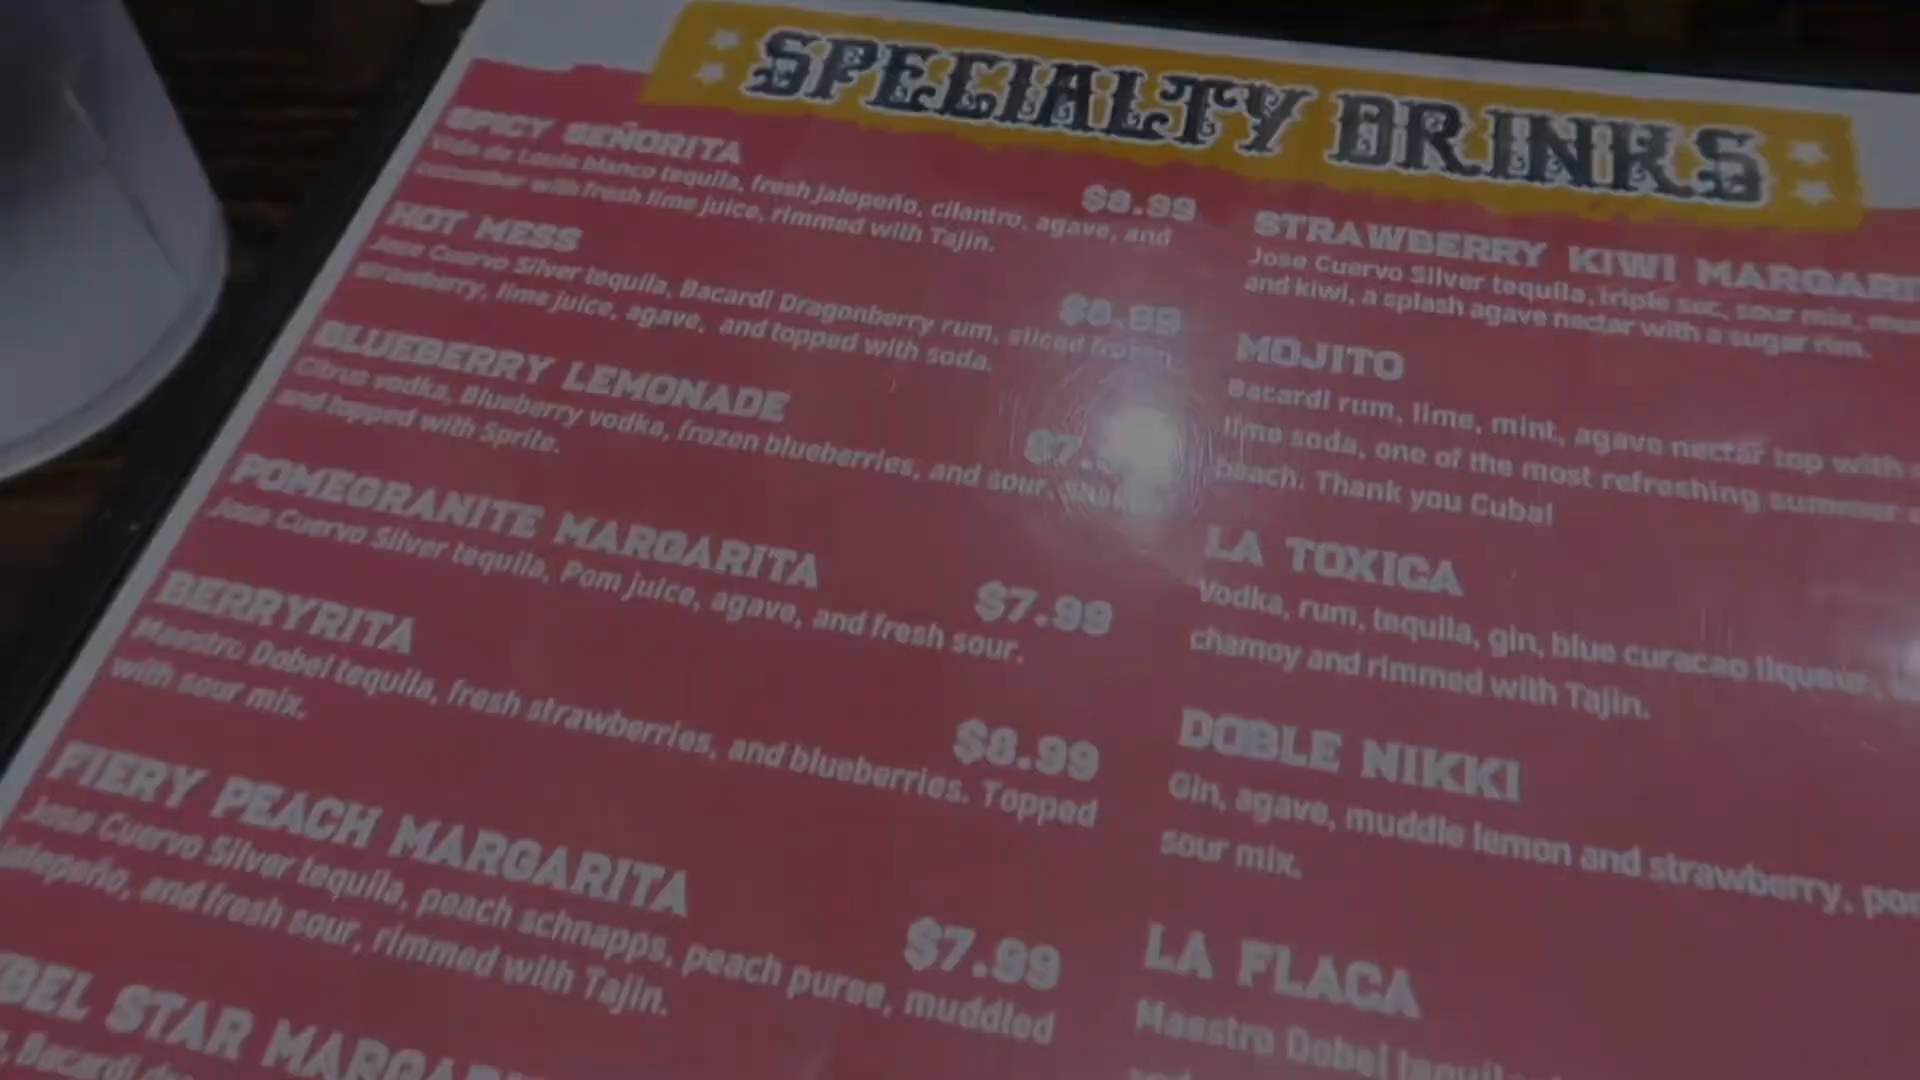 SPECIALTY DRINKS
SPICY SEÑORITA
$8.99
Vida de Louie blanco tequila, fresh jalepeño, cilantro, agave, and
cucumber with fresh lime juice, rimmed with Tajin.
HOT MESS
$8.99
Jose Cuervo Silver tequila, Bacardi Dragonberry rum, sliced frozen
strawberry, lime juice, agave, and topped with soda.
BLUEBERRY LEMONADE
$7.
Citrus vodka, Blueberry vodka, frozen blueberries, and sour.
and topped with Sprite.
POMEGRANITE MARGARITA
$7.99
Jose Cuervo Silver tequila, Pom juice, agave, and fresh sour.
BERRYRITA
$8.99
Maestro Dobel tequila, fresh strawberries, and blueberries. Topped
with sour mix.
FIERY PEACH MARGARITA
$7.99
Jose Cuervo Silver tequila, peach schnapps, peach puree, muddled
jalepeño, and fresh sour, rimmed with Tajin.
BEL STAR MARGARI
Bacardi
STRAWBERRY KIWI MARGARI
Jose Cuervo Silver tequila, triple sec, sour mix,
and kiwi, a splash agave nectar with a sugar rim.
MOJITO
Bacardi rum, lime, mint, agave nectar top with
lime soda, one of the most refreshing summer
peach. Thank you Cuba!
LA TOXICA
Vodka, rum, tequila, gin, blue curacao liqueur,
chamoy and rimmed with Tajin.
DOBLE NIKKI
Gin, agave, muddle lemon and strawberry,
sour mix.
LA FLACA
Maestro Dobel tequila